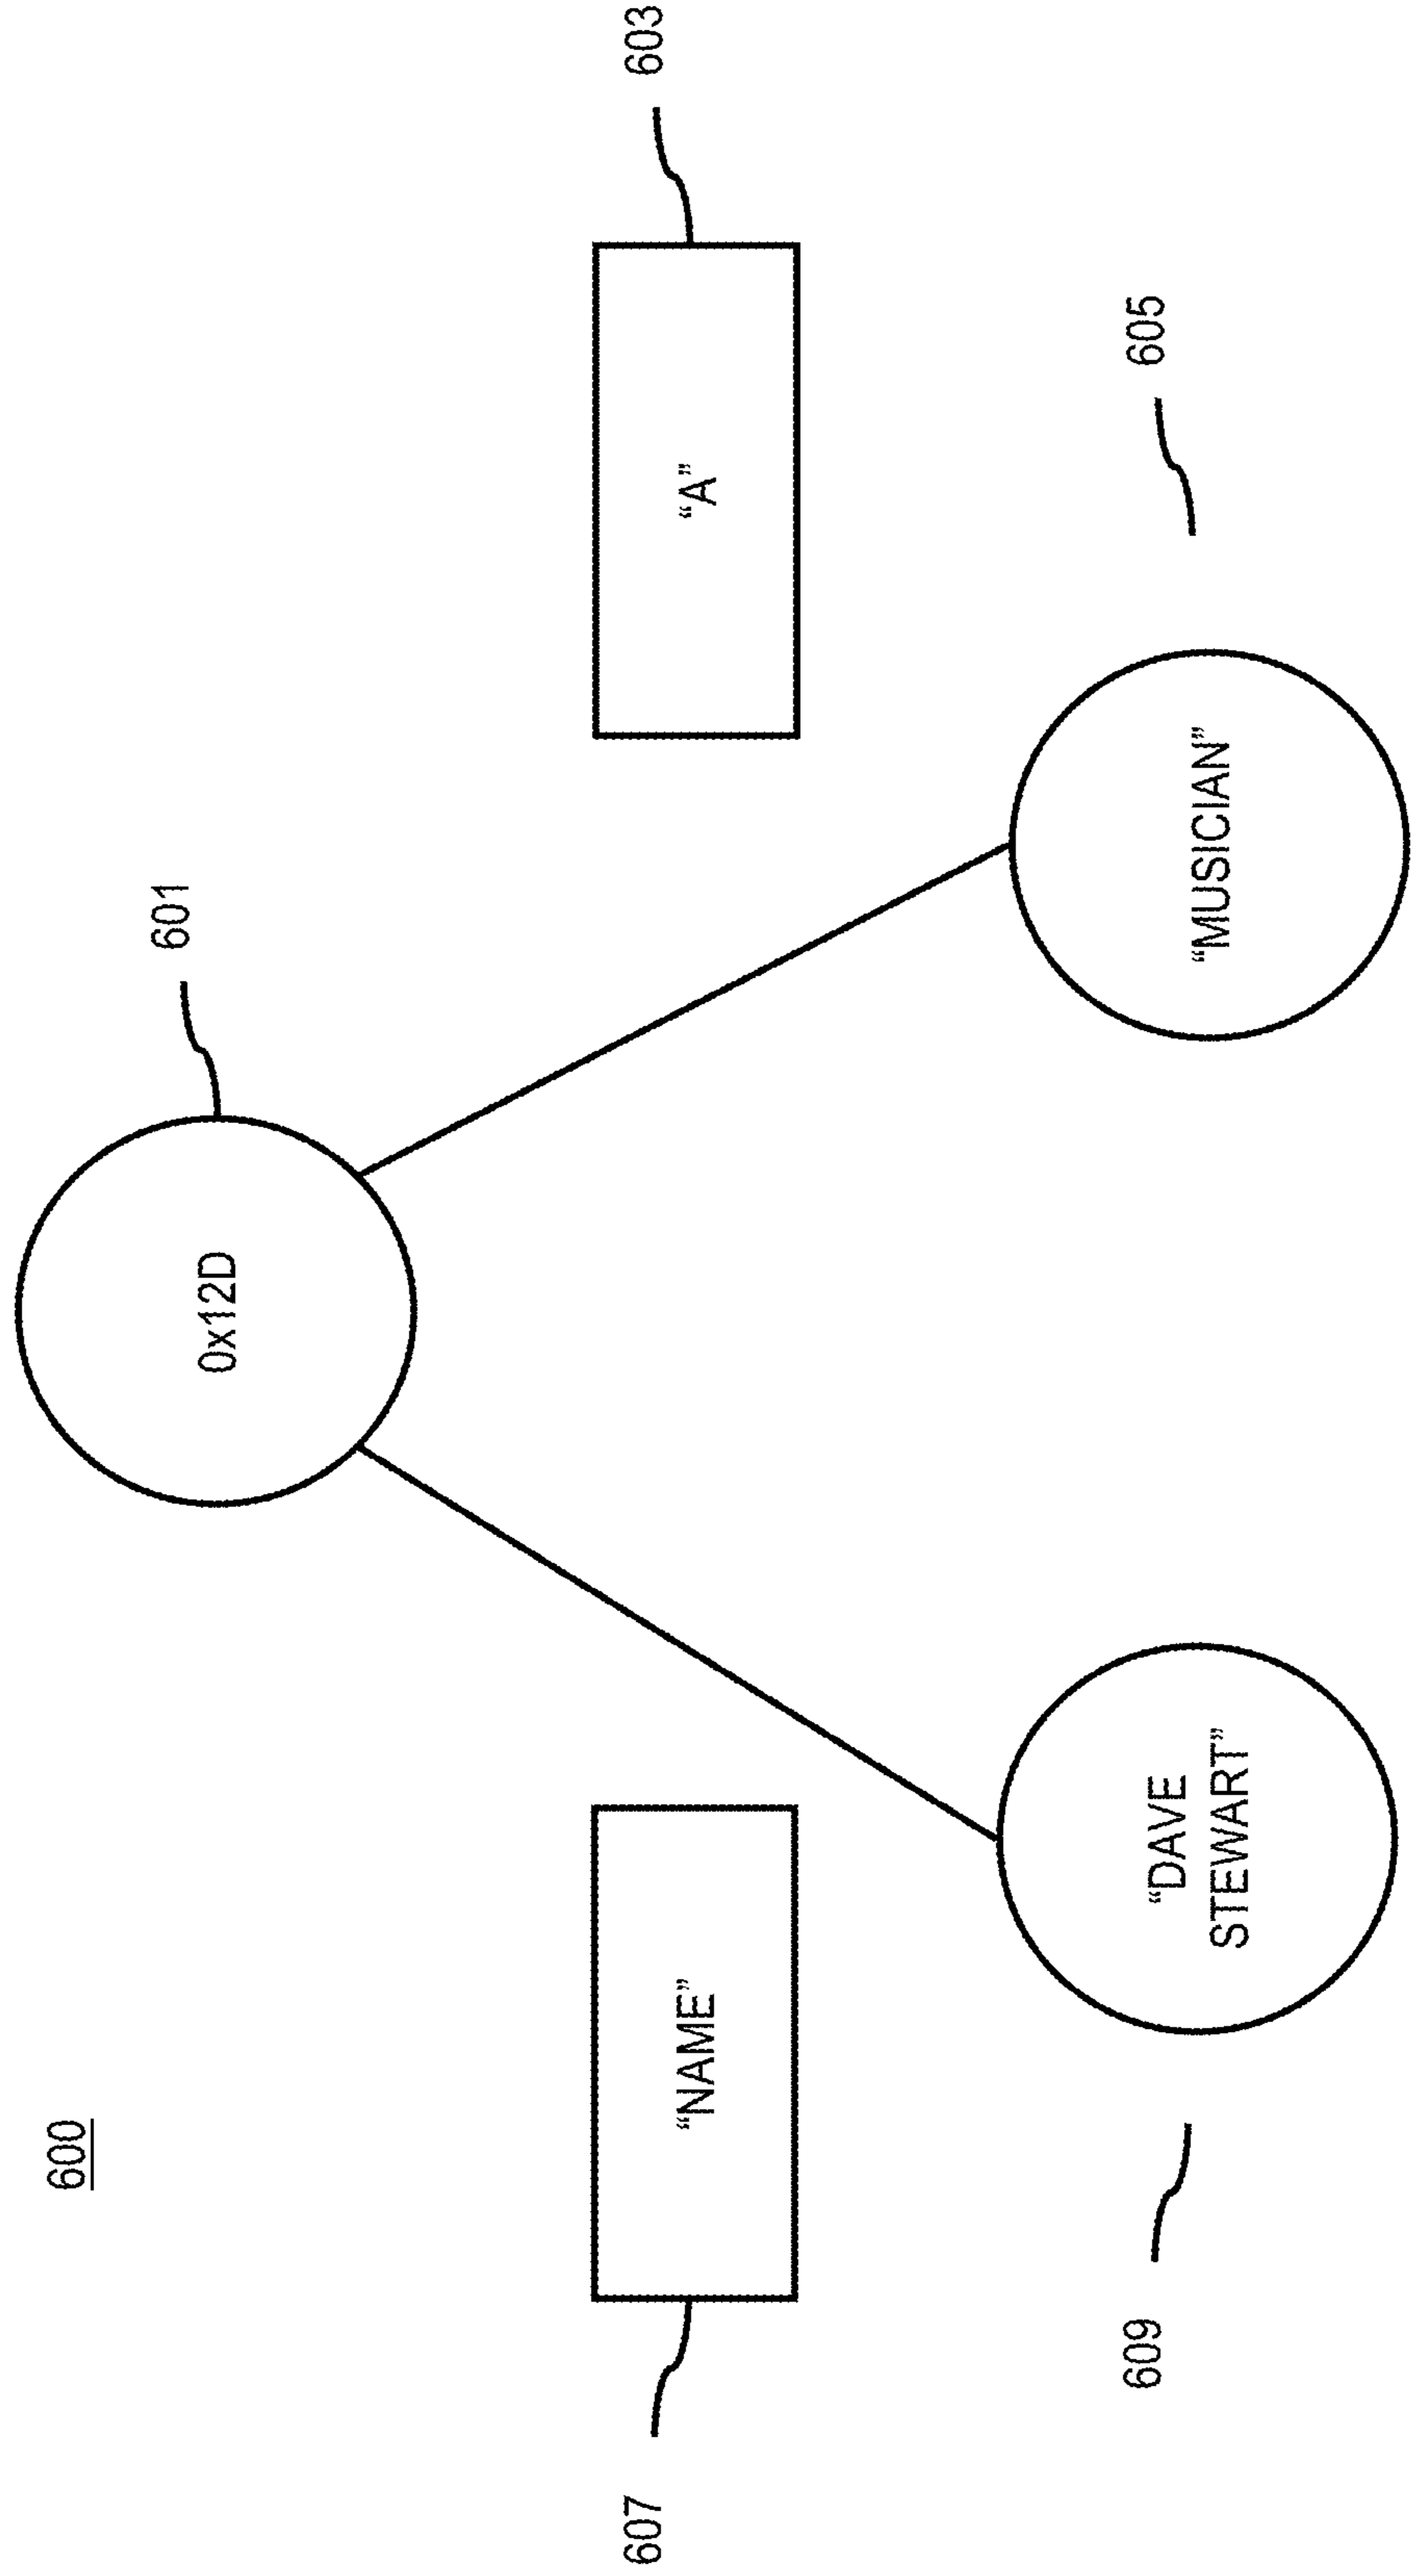 600
0x12D
601
607
“NAME”
“A”
603
609
“DAVE
STEWART”
“MUSICIAN”
605